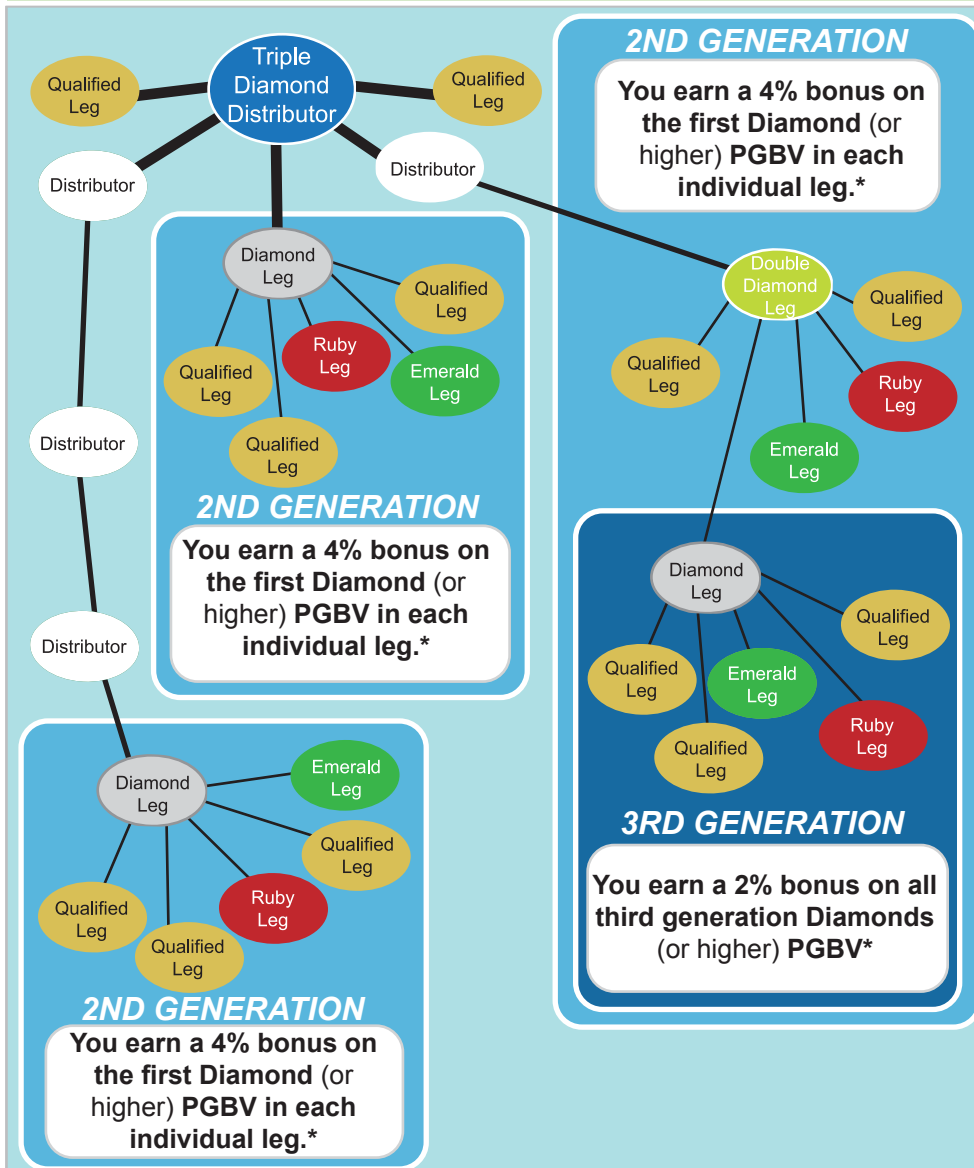 Triple
Diamond
Distributor
Qualified
Leg
Qualified
Leg
Distributor
Distributor
Distributor
Distributor
2ND GENERATION
You earn a 4% bonus on
the first Diamond (or
higher) PGBV in each
individual leg.*
Diamond
Leg
Qualified
Leg
Qualified
Leg
Ruby
Leg
Emerald
Leg
Qualified
Leg
2ND GENERATION
You earn a 4% bonus on
the first Diamond (or
higher) PGBV in each
individual leg.*
Double
Diamond
Leg
Qualified
Leg
Qualified
Leg
Ruby
Leg
Emerald
Leg
Diamond
Leg
Qualified
Leg
Qualified
Leg
Emerald
Leg
Ruby
Leg
Qualified
Leg
3RD GENERATION
You earn a 2% bonus on all
third generation Diamonds
(or higher) PGBV*
Diamond
Leg
Emerald
Leg
Qualified
Leg
Ruby
Leg
Qualified
Leg
Qualified
Leg
2ND GENERATION
You earn a 4% bonus on
the first Diamond (or
higher) PGBV in each
individual leg.*